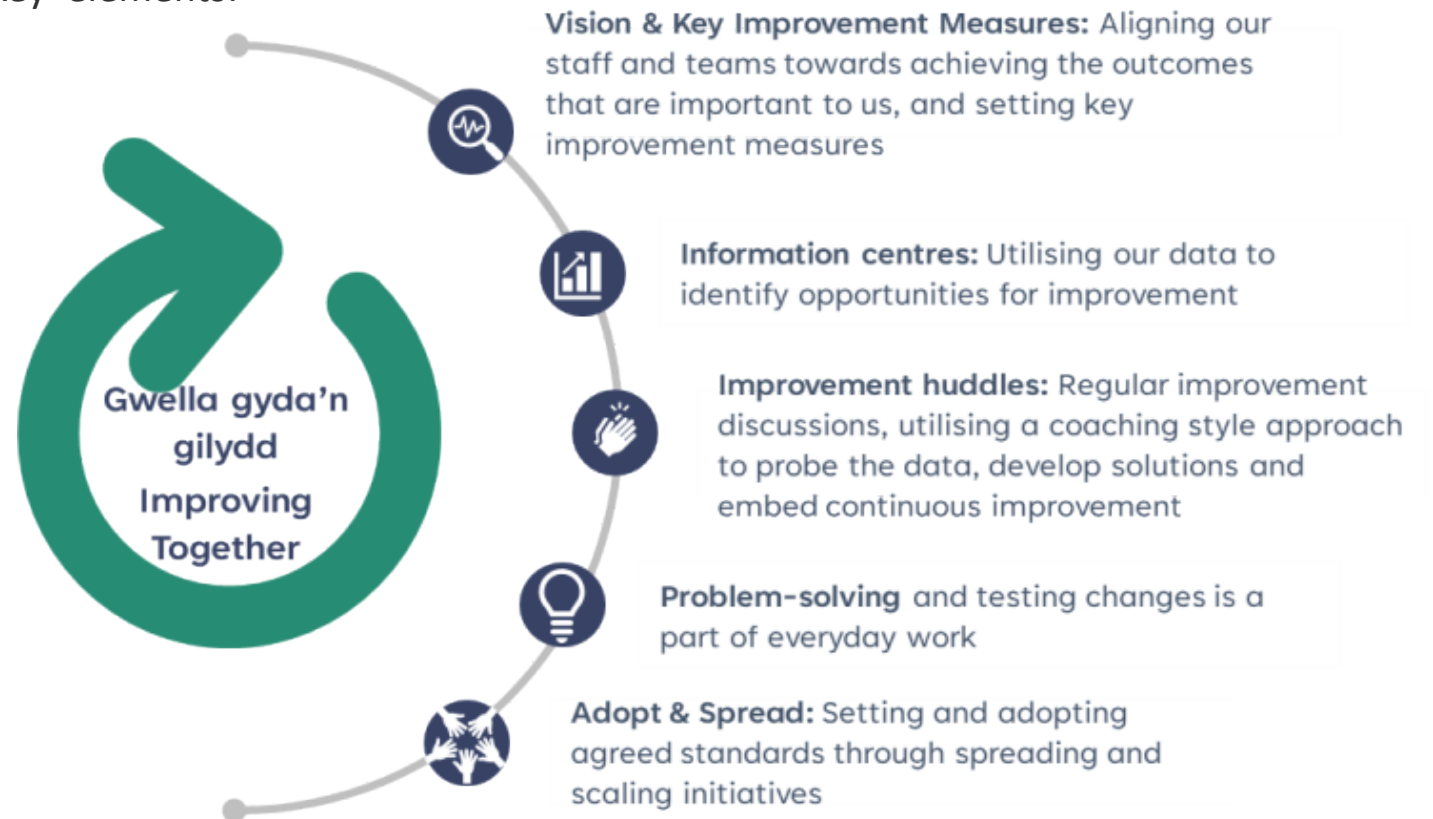 key elements:
Vision & Key Improvement Measures: Aligning our
staff and teams towards achieving the outcomes
that are important to us, and setting key
improvement measures
Information centres: Utilising our data to
identify opportunities for improvement
Improvement huddles: Regular improvement
discussions, utilising a coaching style approach
to probe the data, develop solutions and
embed continuous improvement
Gwella gyda’n
gilydd
Improving
Together
Problem-solving and testing changes is a
part of everyday work
Adopt & Spread: Setting and adopting
agreed standards through spreading and
scaling initiatives